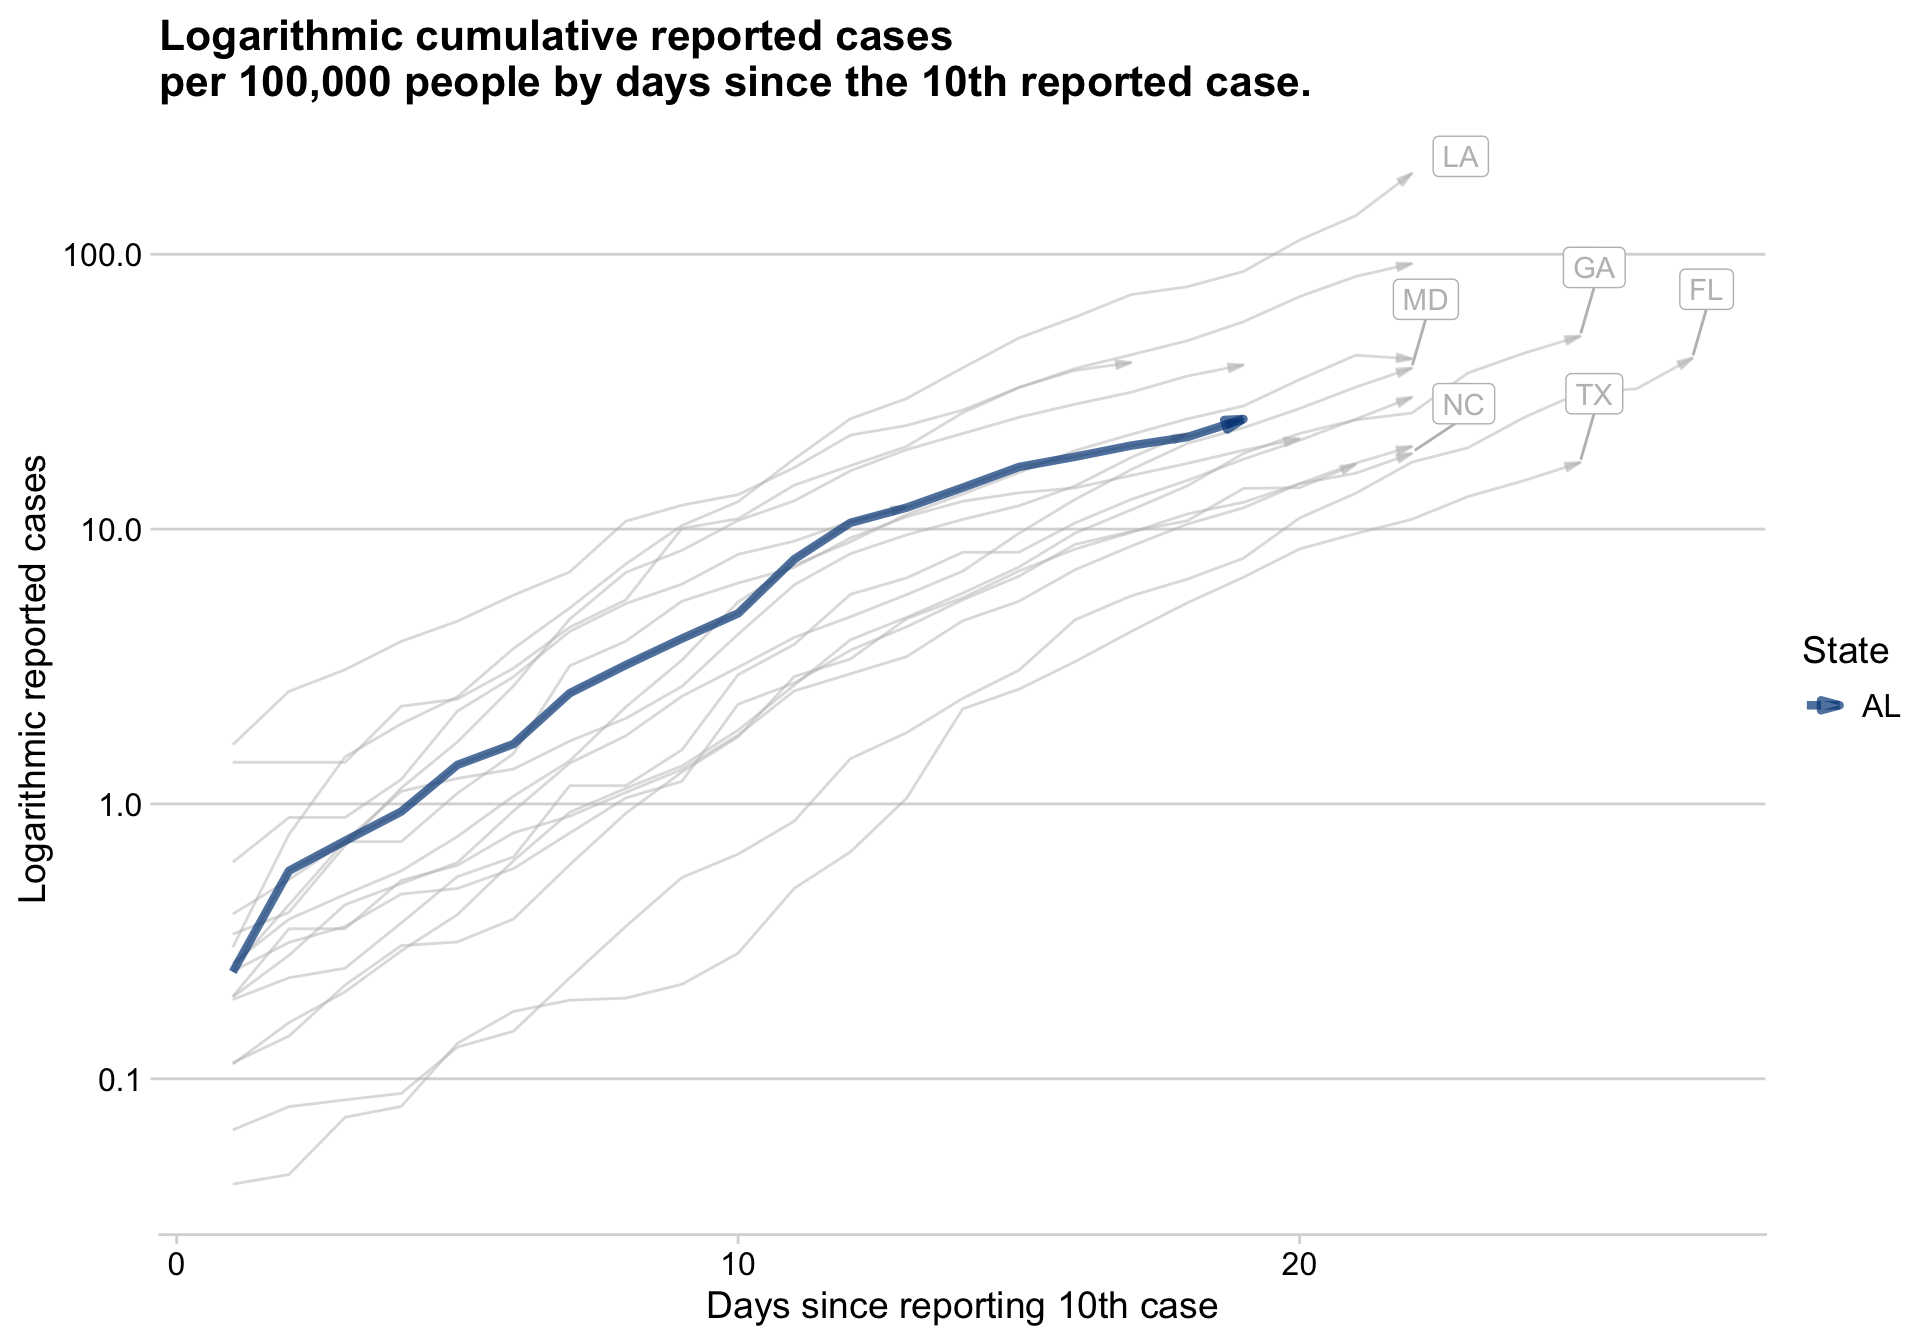 Logarithmic cumulative reported cases
per 100,000 people by days since the 10th reported case.
LA
100.0
GA
FL
MD
TX
NC
10.0
Logarithmic reported cases
State
AL
1.0
0.1
0
10
20
Days since reporting 10th case